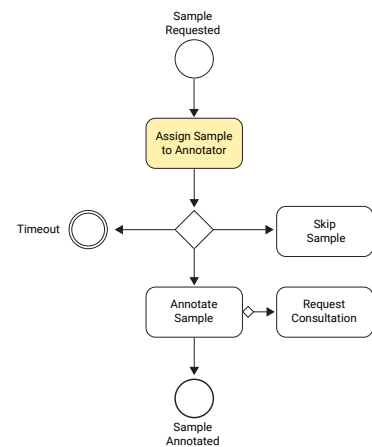 Sample
Requested
Assign Sample
to Annotator
Timeout
Skip
Sample
Annotate
Sample
Request
Consultation
Sample
Annotated